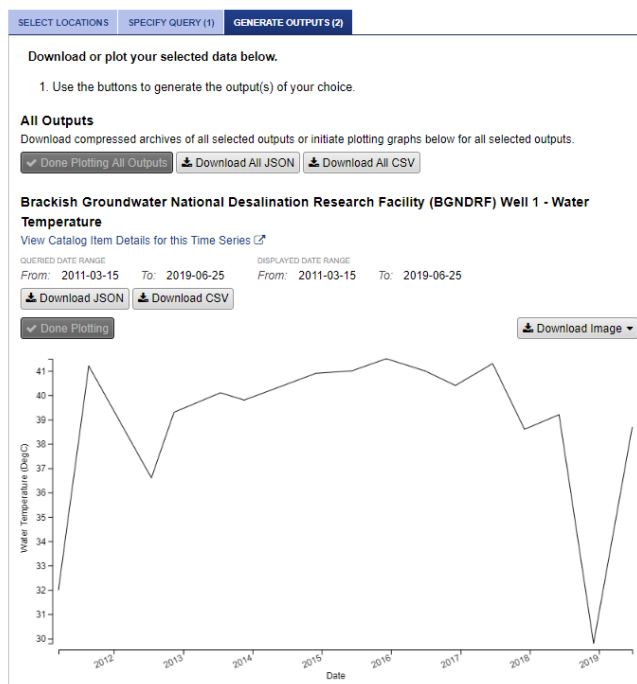 SELECT LOCATIONS SPECIFY QUERY (1) GENERATE OUTPUTS (2)
Download or plot your selected data below.
1. Use the buttons to generate the output(s) of your choice.
All Outputs
Download compressed archives of all selected outputs or initiate plotting graphs below for all selected outputs.
Done Plotting All Outputs Download All JSON Download All CSV
Brackish Groundwater National Desalination Research Facility (BGNDRF) Well 1 - Water
Temperature
View Catalog Item Details for this Time Series
QUERIED DATE RANGE DISPLAYED DATE RANGE
From: 2011-03-15 To: 2019-06-25 From: 2011-03-15 To: 2019-06-25
Download JSON Download CSV
Done Plotting Download Image
Water Temperature (DegC)
41
40
39
38
37
36
35
34
33
32
31
30
2012 2013 2014 2015 2016 2017 2018 2019
Date